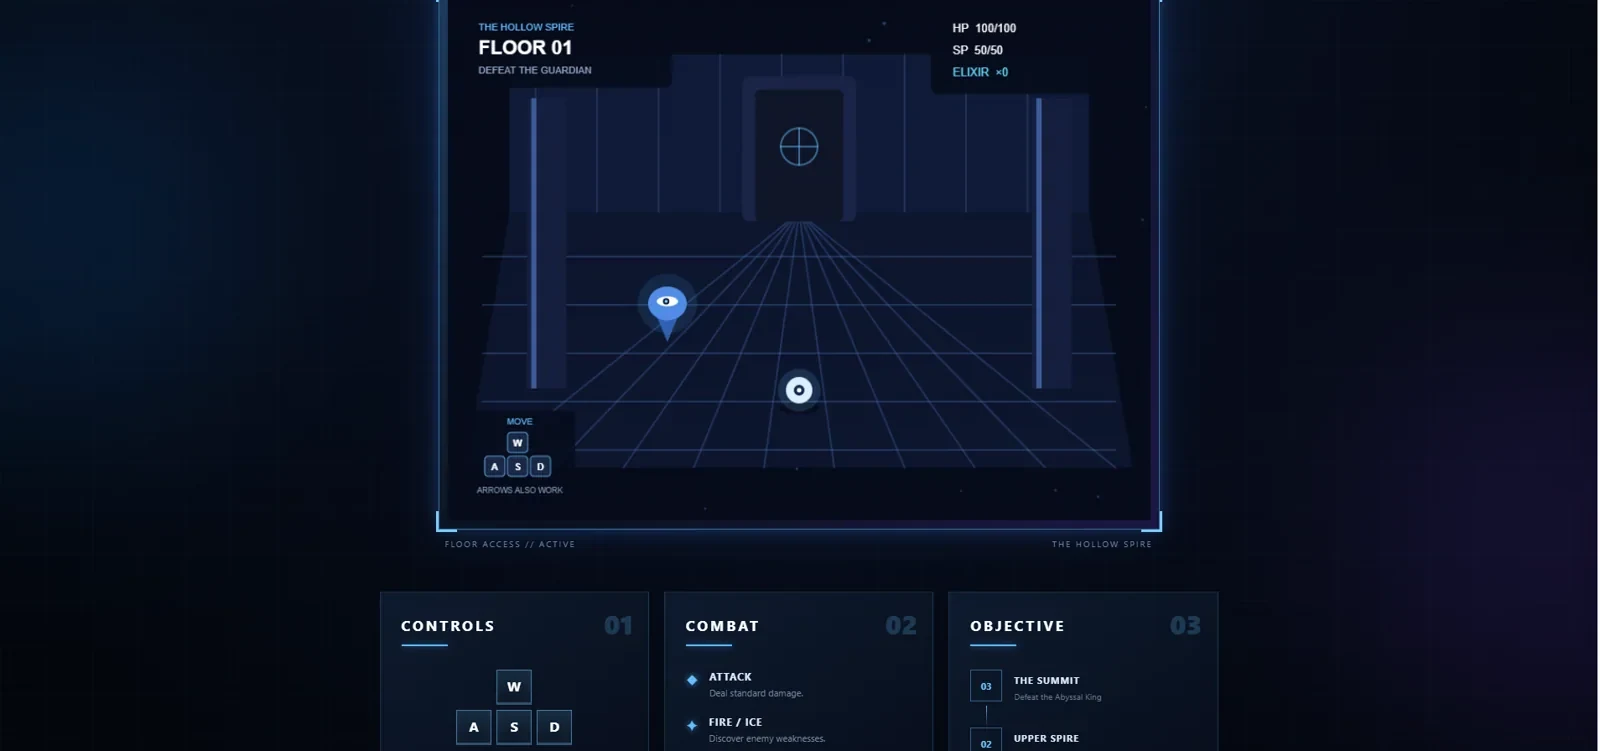 THE HOLLOW SPIRE
FLOOR 01
DEFEAT THE GUARDIAN
HP 100/100
SP 50/50
ELIXIR ×0
MOVE
W
A S D
ARROWS ALSO WORK
FLOOR ACCESS // ACTIVE
THE HOLLOW SPIRE
CONTROLS 01
W
A S D
COMBAT 02
ATTACK
Deal standard damage.
FIRE / ICE
Discover enemy weaknesses.
OBJECTIVE 03
03 THE SUMMIT
Defeat the Abyssal King
02 UPPER SPIRE